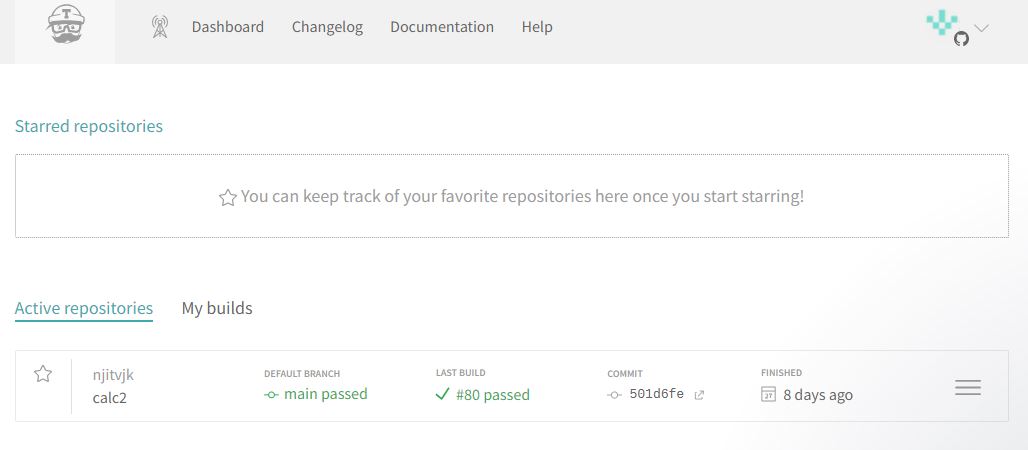 Dashboard Changelog Documentation Help
Starred repositories
You can keep track of your favorite repositories here once you start starring!
Active repositories My builds
njitvjk
calc2
DEFAULT BRANCH
main passed
LAST BUILD
#80 passed
COMMIT
501d6fe
FINISHED
8 days ago